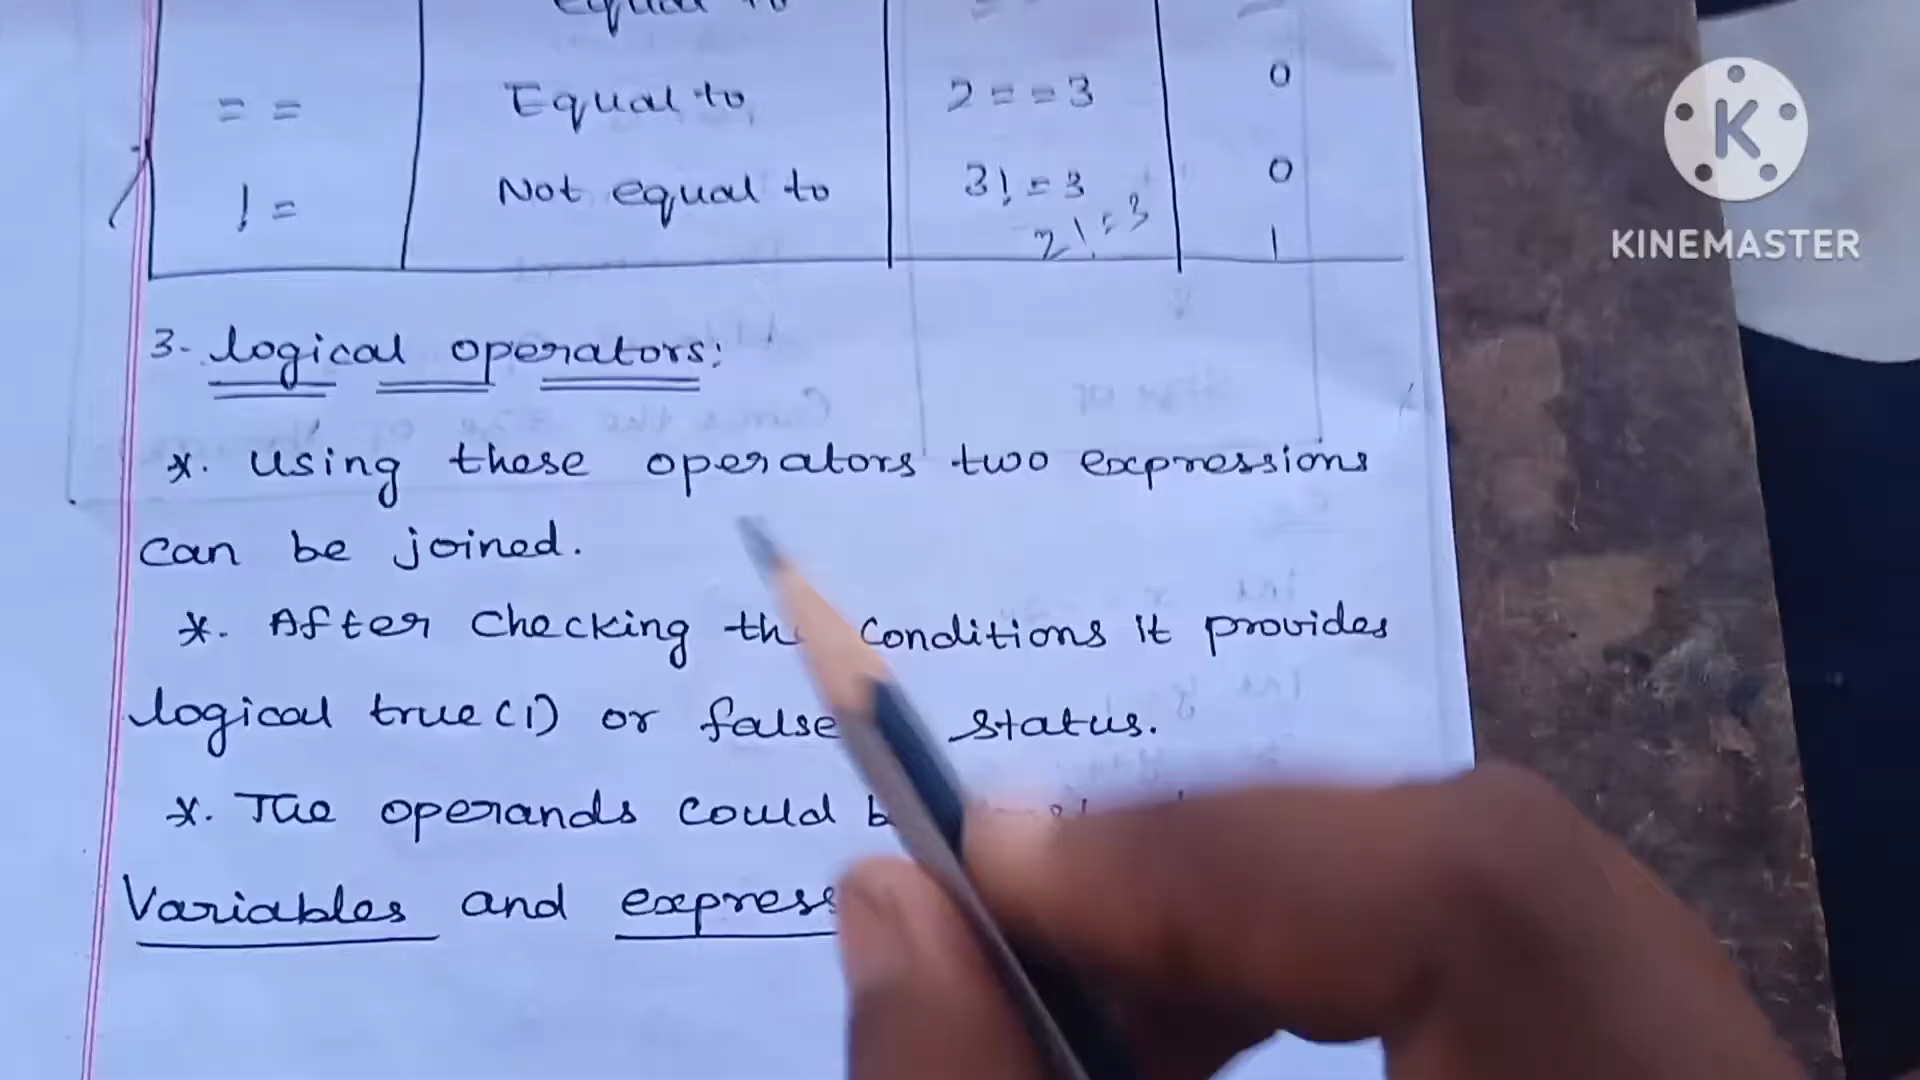 equal to
= = Equal to 2 = = 3 0
! = Not equal to 3! = 3 0
2! = 3 1
3. logical operators:
*. using these operators two expressions
can be joined.
*. After checking the conditions it provides
logical true (1) or false status.
*. The operands could
Variables and
K
KINEMASTER